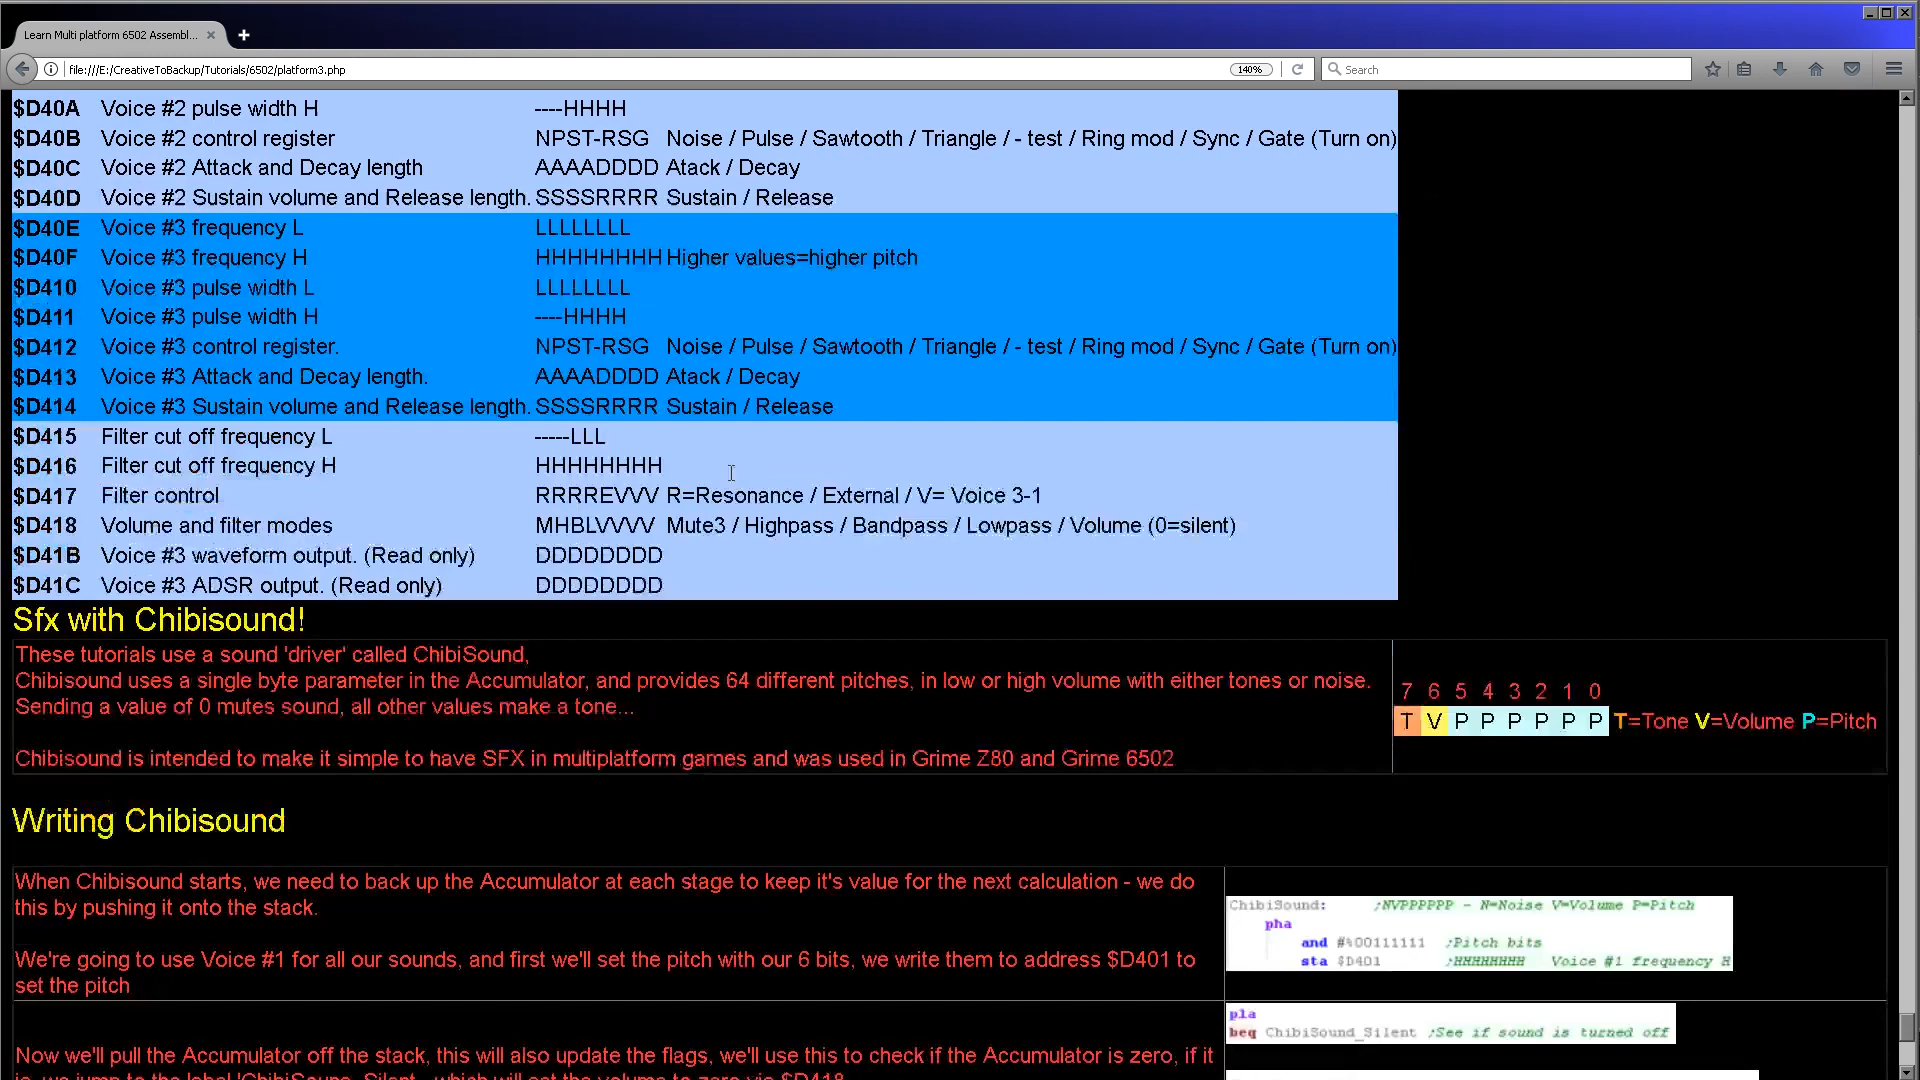 Learn Multi platform 6502 Assembl...
file:///E:/CreativeToBackup/Tutorials/6502/platform3.php
140%
Search
$D40A Voice #2 pulse width H ----HHHH
$D40B Voice #2 control register NPST-RSG Noise / Pulse / Sawtooth / Triangle / - test / Ring mod / Sync / Gate (Turn on)
$D40C Voice #2 Attack and Decay length AAAADDDD Atack / Decay
$D40D Voice #2 Sustain volume and Release length. SSSSRRRR Sustain / Release
$D40E Voice #3 frequency L LLLLLLLL
$D40F Voice #3 frequency H HHHHHHHH Higher values=higher pitch
$D410 Voice #3 pulse width L LLLLLLLL
$D411 Voice #3 pulse width H ----HHHH
$D412 Voice #3 control register. NPST-RSG Noise / Pulse / Sawtooth / Triangle / - test / Ring mod / Sync / Gate (Turn on)
$D413 Voice #3 Attack and Decay length. AAAADDDD Atack / Decay
$D414 Voice #3 Sustain volume and Release length. SSSSRRRR Sustain / Release
$D415 Filter cut off frequency L -----LLL
$D416 Filter cut off frequency H HHHHHHHH
$D417 Filter control RRRREVVV R=Resonance / External / V= Voice 3-1
$D418 Volume and filter modes MHBLVVVV Mute3 / Highpass / Bandpass / Lowpass / Volume (0=silent)
$D41B Voice #3 waveform output. (Read only) DDDDDDDD
$D41C Voice #3 ADSR output. (Read only) DDDDDDDD
Sfx with Chibisound!
These tutorials use a sound 'driver' called ChibiSound,
Chibisound uses a single byte parameter in the Accumulator, and provides 64 different pitches, in low or high volume with either tones or noise.
Sending a value of 0 mutes sound, all other values make a tone...
Chibisound is intended to make it simple to have SFX in multiplatform games and was used in Grime Z80 and Grime 6502
7 6 5 4 3 2 1 0
T V P P P P P P T=Tone V=Volume P=Pitch
Writing Chibisound
When Chibisound starts, we need to back up the Accumulator at each stage to keep it's value for the next calculation - we do
this by pushing it onto the stack.
We're going to use Voice #1 for all our sounds, and first we'll set the pitch with our 6 bits, we write them to address $D401 to
set the pitch
ChibiSound: ;NVPPPPPP - N=Noise V=Volume P=Pitch
pha
and #%00111111 ;Pitch bits
sta $D401 ;HHHHHHHH Voice #1 frequency H
pla
beq ChibiSound_Silent ;See if sound is turned off
Now we'll pull the Accumulator off the stack, this will also update the flags, we'll use this to check if the Accumulator is zero, if it